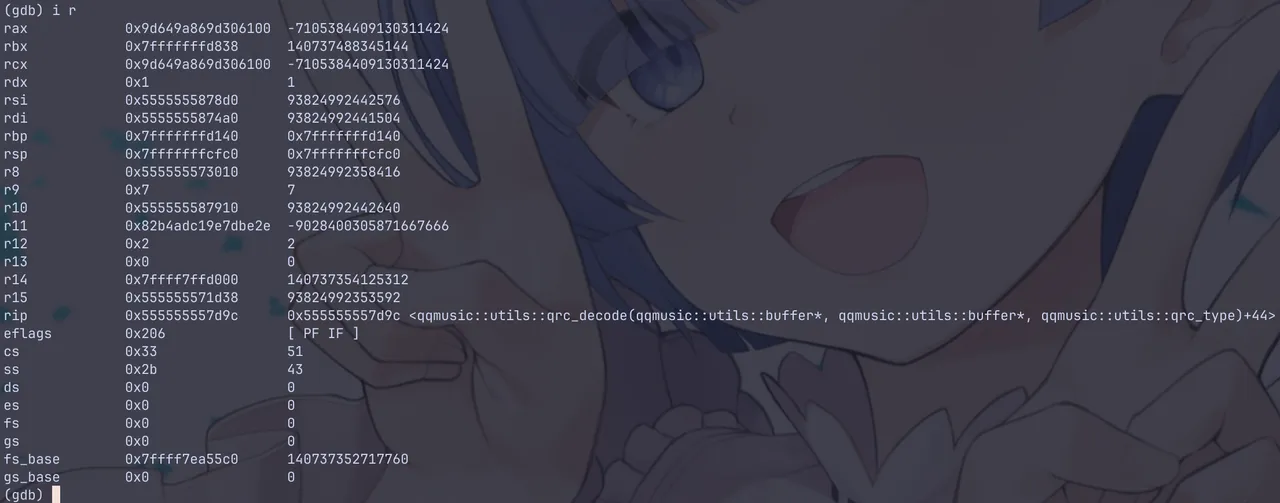 (gdb) i r
rax            0x9d649a869d306100  -7105384409130311424
rbx            0x7fffffffd838      140737488345144
rcx            0x9d649a869d306100  -7105384409130311424
rdx            0x1                 1
rsi            0x5555555878d0      93824992442576
rdi            0x5555555874a0      93824992441504
rbp            0x7fffffffd140      0x7fffffffd140
rsp            0x7fffffffcfc0      0x7fffffffcfc0
r8             0x555555573010      93824992358416
r9             0x7                 7
r10            0x555555587910      93824992442640
r11            0x82b4adc19e7dbe2e  -9028400305871667666
r12            0x2                 2
r13            0x0                 0
r14            0x7ffff7ffd000      140737354125312
r15            0x555555571d38      93824992353592
rip            0x555555557d9c      0x555555557d9c <qqmusic::utils::qrc_decode(qqmusic::utils::buffer*, qqmusic::utils::buffer*, qqmusic::utils::qrc_type)+44>
eflags         0x206               [ PF IF ]
cs             0x33                51
ss             0x2b                43
ds             0x0                 0
es             0x0                 0
fs             0x0                 0
gs             0x0                 0
fs_base        0x7ffff7ea55c0      140737352717760
gs_base        0x0                 0
(gdb)